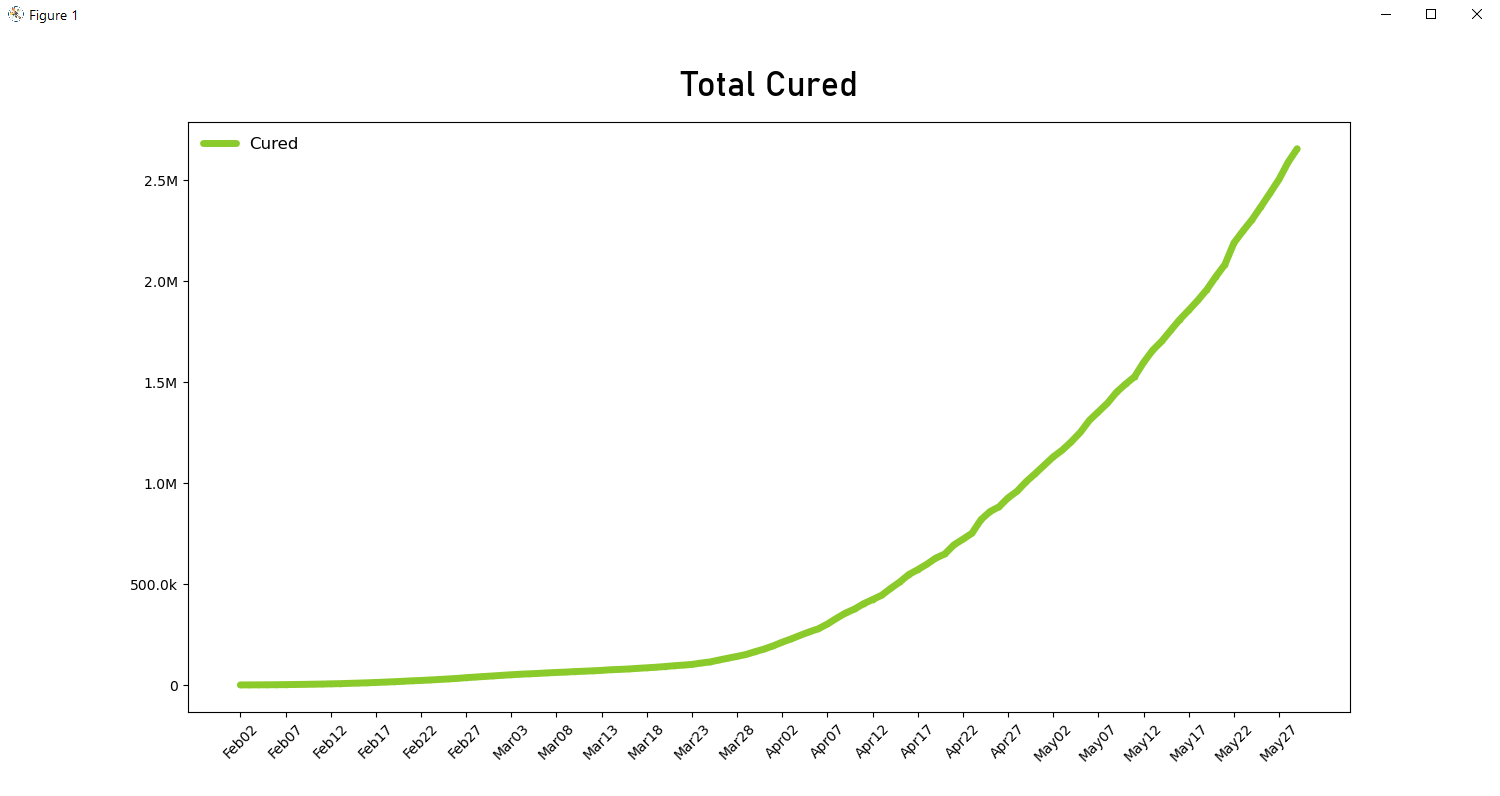 Figure 1
Total Cured
Cured
2.5M
2.0M
1.5M
1.0M
500.0k
0
Feb02 Feb07 Feb12 Feb17 Feb22 Feb27 Mar03 Mar08 Mar13 Mar18 Mar23 Mar28 Apr02 Apr07 Apr12 Apr17 Apr22 Apr27 May02 May07 May12 May17 May22 May27